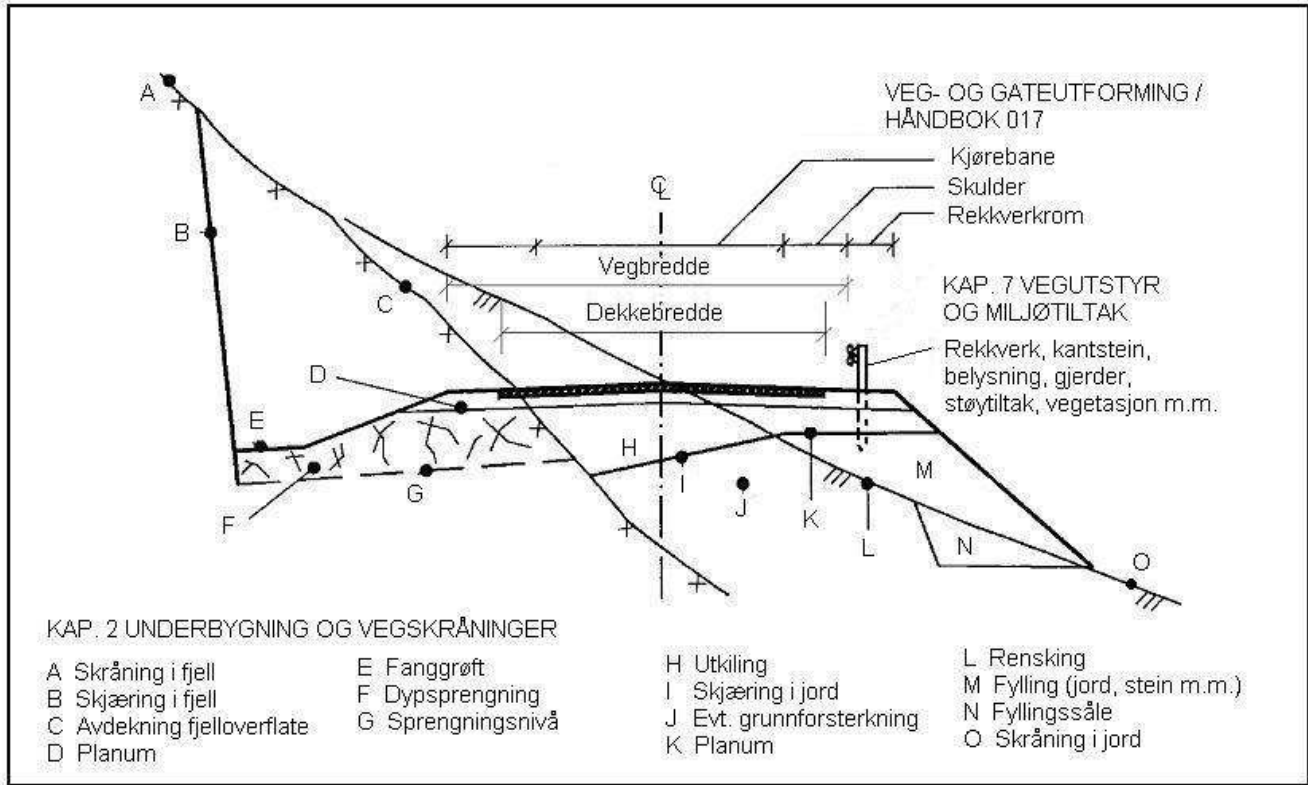 A
B
C
D
E
F
G
H
I
J
K
L
M
N
O
VEG- OG GATEUTFORMING /
HÅNDBOK 017
Kjørebane
Skulder
Rekkverkrom
CL
Vegbredde
Dekkebredde
KAP. 7 VEGUTSTYR
OG MILJØTILTAK
Rekkverk, kantstein,
belysning, gjerder,
støytiltak, vegetasjon m.m.
KAP. 2 UNDERBYGNING OG VEGSKRÅNINGER
A Skråning i fjell
B Skjæring i fjell
C Avdekning fjelloverflate
D Planum
E Fanggrøft
F Dypsprengning
G Sprengningsnivå
H Utkiling
I Skjæring i jord
J Evt. grunnforsterkning
K Planum
L Rensking
M Fylling (jord, stein m.m.)
N Fyllingssåle
O Skråning i jord